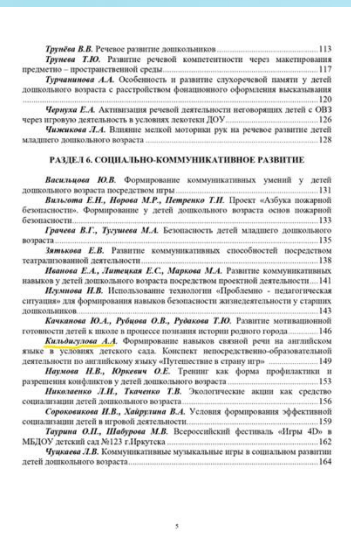 Трунёва В.В. Речевое развитие дошкольников 113
Трунева Т.Ю. Развитие речевой компетентности через макетирование
предметно – пространственной среды 117
Турчанинова А.А. Особенность и развитие слухоречевой памяти у детей
дошкольного возраста с расстройством фонационного оформления высказывания
120
Чернуха Е.А. Активизация речевой деятельности неговорящих детей с ОВЗ
через игровую деятельность в условиях лекотеки ДОУ 126
Чижикова Л.А. Влияние мелкой моторики рук на речевое развитие детей
младшего дошкольного возраста 128
РАЗДЕЛ 6. СОЦИАЛЬНО-КОММУНИКАТИВНОЕ РАЗВИТИЕ
Васильцова Ю.В. Формирование коммуникативных умений у детей
дошкольного возраста посредством игры 131
Вильгота Е.Н., Норова М.Р., Петренко Т.И. Проект «Азбука пожарной
безопасности». Формирование у детей дошкольного возраста основ пожарной
безопасности 133
Грачева В.Г., Тугушева М.А. Безопасность детей младшего дошкольного
возраста 135
Зятькова Е.В. Развитие коммуникативных способностей посредством
театрализованной деятельности 138
Иванова Е.А., Литецкая Е.С., Маркова М.А. Развитие коммуникативных
навыков у детей дошкольного возраста посредством проектной деятельности 141
Игумнова Н.В. Использование технологии «Проблемно - педагогическая
ситуация» для формирования навыков безопасности жизнедеятельности у старших
дошкольников 143
Качканова Ю.А., Рубцова О.В., Рудакова Т.Ю. Развитие мотивационной
готовности детей к школе в процессе познания истории родного города 146
Кильдигулова А.А. Формирование навыков связной речи на английском
языке в условиях детского сада. Конспект непосредственно-образовательной
деятельности по английскому языку «Путешествие в страну игр» 149
Наумова Н.В., Юркевич О.Е. Тренинг как форма профилактики и
разрешения конфликтов у детей дошкольного возраста 153
Николаенко Л.Н., Ткаченко Т.В. Экологические акции как средство
социализации детей дошкольного возраста 156
Сороковикова И.В., Хайрулина В.А. Условия формирования эффективной
социализации детей в игровой деятельности 159
Таурина О.П., Шабурова М.В. Всероссийский фестиваль «Игры 4D» в
МБДОУ детский сад №123 г.Иркутска 162
Чуцкаева Л.В. Коммуникативные музыкальные игры в социальном развитии
детей дошкольного возраста 164
5